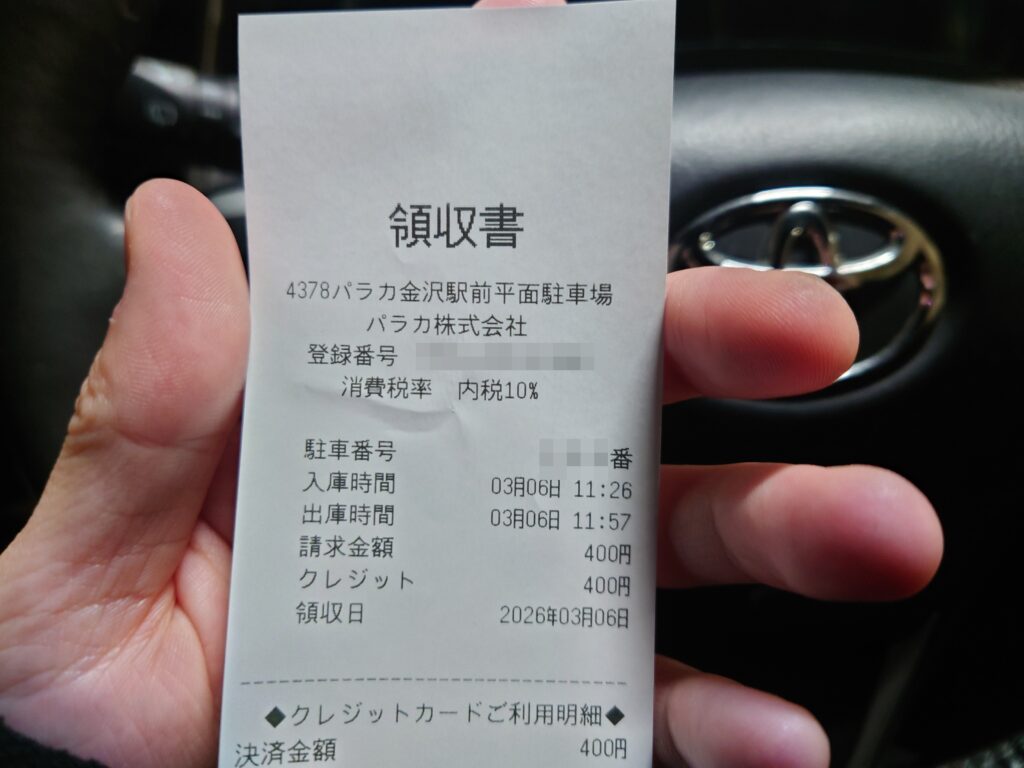 領収書
4378パラカ金沢駅前平面駐車場
パラカ株式会社
登録番号
消費税率 内税10%
駐車番号 番
入庫時間 03月06日 11:26
出庫時間 03月06日 11:57
請求金額 400円
クレジット 400円
領収日 2026年03月06日
◆クレジットカードご利用明細◆
決済金額 400円